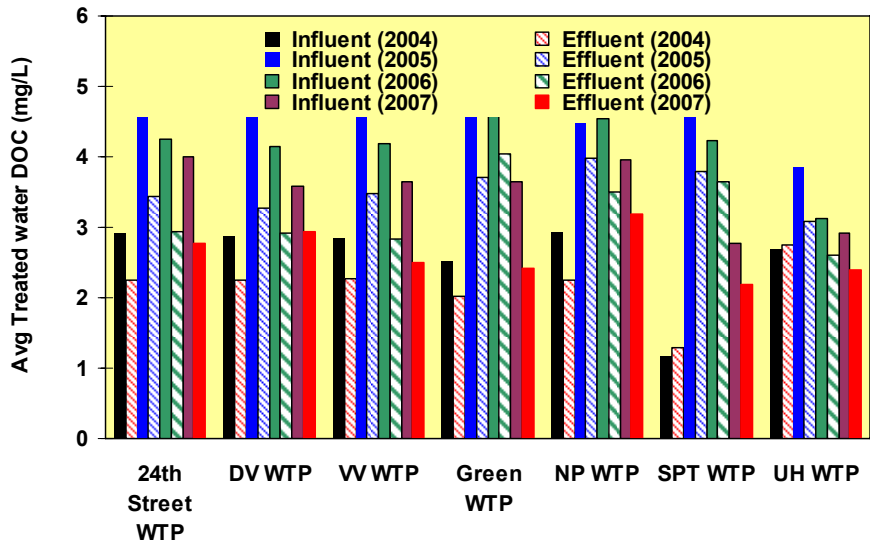 6
5
4
3
2
1
0
Avg Treated water DOC (mg/L)
Influent (2004)
Effluent (2004)
Influent (2005)
Effluent (2005)
Influent (2006)
Effluent (2006)
Influent (2007)
Effluent (2007)
24th
Street
WTP
DV WTP
VV WTP
Green
WTP
NP WTP
SPT WTP
UH WTP